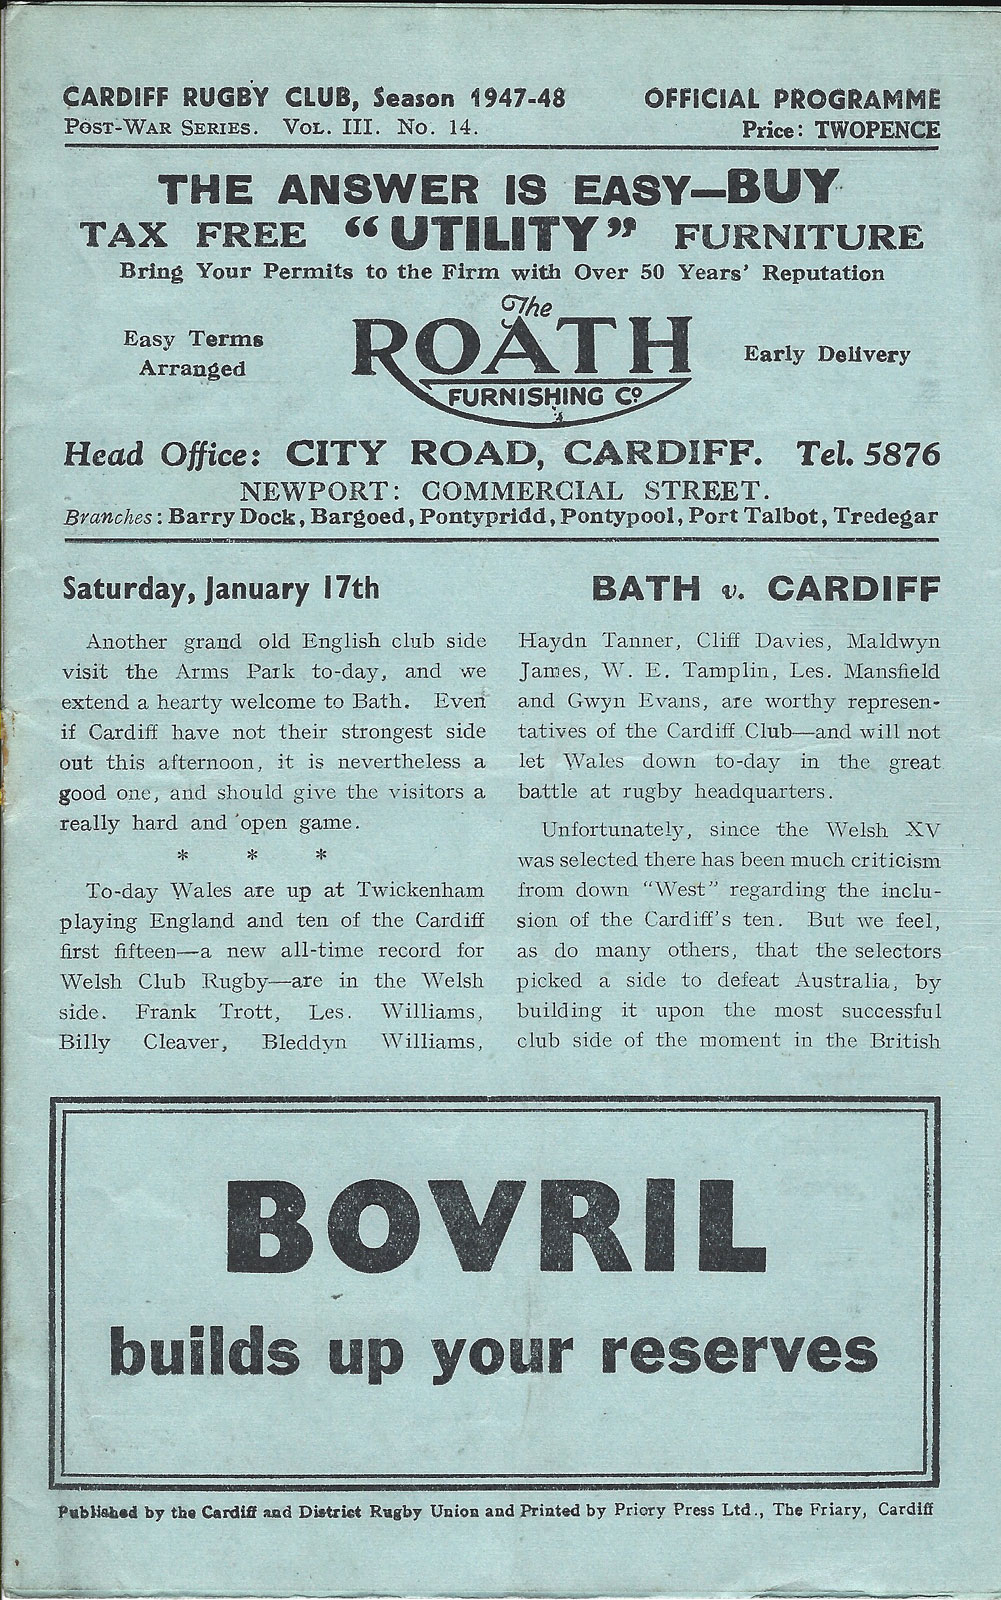 CARDIFF RUGBY CLUB, Season 1947-48
OFFICIAL PROGRAMME
POST-WAR SERIES. VOL. III. NO. 14.
Price: TWOPENCE
THE ANSWER IS EASY—BUY
TAX FREE “UTILITY” FURNITURE
Bring Your Permits to the Firm with Over 50 Years’ Reputation
Easy Terms
Arranged
The
ROATH
FURNISHING Co
Early Delivery
Head Office: CITY ROAD, CARDIFF. Tel. 5876
NEWPORT: COMMERCIAL STREET.
Branches: Barry Dock, Bargoed, Pontypridd, Pontypool, Port Talbot, Tredegar
Saturday, January 17th
BATH v. CARDIFF
Another grand old English club side
visit the Arms Park to-day, and we
extend a hearty welcome to Bath. Even
if Cardiff have not their strongest side
out this afternoon, it is nevertheless a
good one, and should give the visitors a
really hard and open game.
* * *
To-day Wales are up at Twickenham
playing England and ten of the Cardiff
first fifteen—a new all-time record for
Welsh Club Rugby—are in the Welsh
side. Frank Trott, Les. Williams,
Billy Cleaver, Bleddyn Williams,
Haydn Tanner, Cliff Davies, Maldwyn
James, W. E. Tamplin, Les. Mansfield
and Gwyn Evans, are worthy represen-
tatives of the Cardiff Club—and will not
let Wales down to-day in the great
battle at rugby headquarters.
Unfortunately, since the Welsh XV
was selected there has been much criticism
from down “West” regarding the inclu-
sion of the Cardiff’s ten. But we feel,
as do many others, that the selectors
picked a side to defeat Australia, by
building it upon the most successful
club side of the moment in the British
BOVRIL
builds up your reserves
Published by the Cardiff and District Rugby Union and Printed by Priory Press Ltd., The Friary, Cardiff